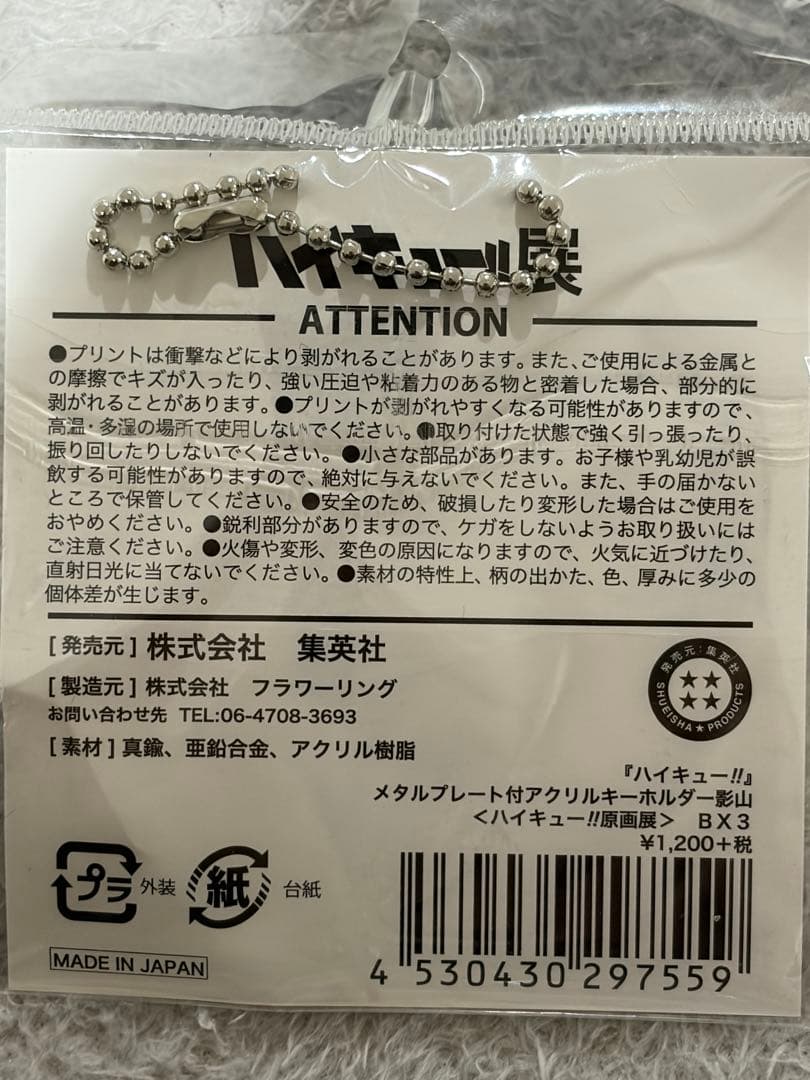 ハイキュー!!展
ATTENTION
●プリントは衝撃などにより剥がれることがあります。また、ご使用による金属と
の摩擦でキズが入ったり、強い圧迫や粘着力のある物と密着した場合、部分的に
剥がれることがあります。●プリントが剥がれやすくなる可能性がありますので、
高温・多湿の場所で使用しないでください。●取り付けた状態で強く引っ張ったり、
振り回したりしないでください。●小さな部品があります。お子様や乳幼児が誤
飲する可能性がありますので、絶対に与えないでください。また、手の届かない
ところで保管してください。●安全のため、破損したり変形した場合はご使用を
おやめください。●鋭利部分がありますので、ケガをしないようお取り扱いには
ご注意ください。●火傷や変形、変色の原因になりますので、火気に近づけたり、
直射日光に当てないでください。●素材の特性上、柄の出かた、色、厚みに多少の
個体差が生じます。
[発売元]株式会社 集英社
[製造元]株式会社 フラワーリング
お問い合わせ先 TEL:06-4708-3693
[素材]真鍮、亜鉛合金、アクリル樹脂
発売元:集英社
SHUEISHA★PRODUCTS
『ハイキュー!!』
メタルプレート付アクリルキーホルダー影山
＜ハイキュー!!原画展＞ BX3
¥1,200+税
プラ 外装 紙 台紙
MADE IN JAPAN
4 530430 297559